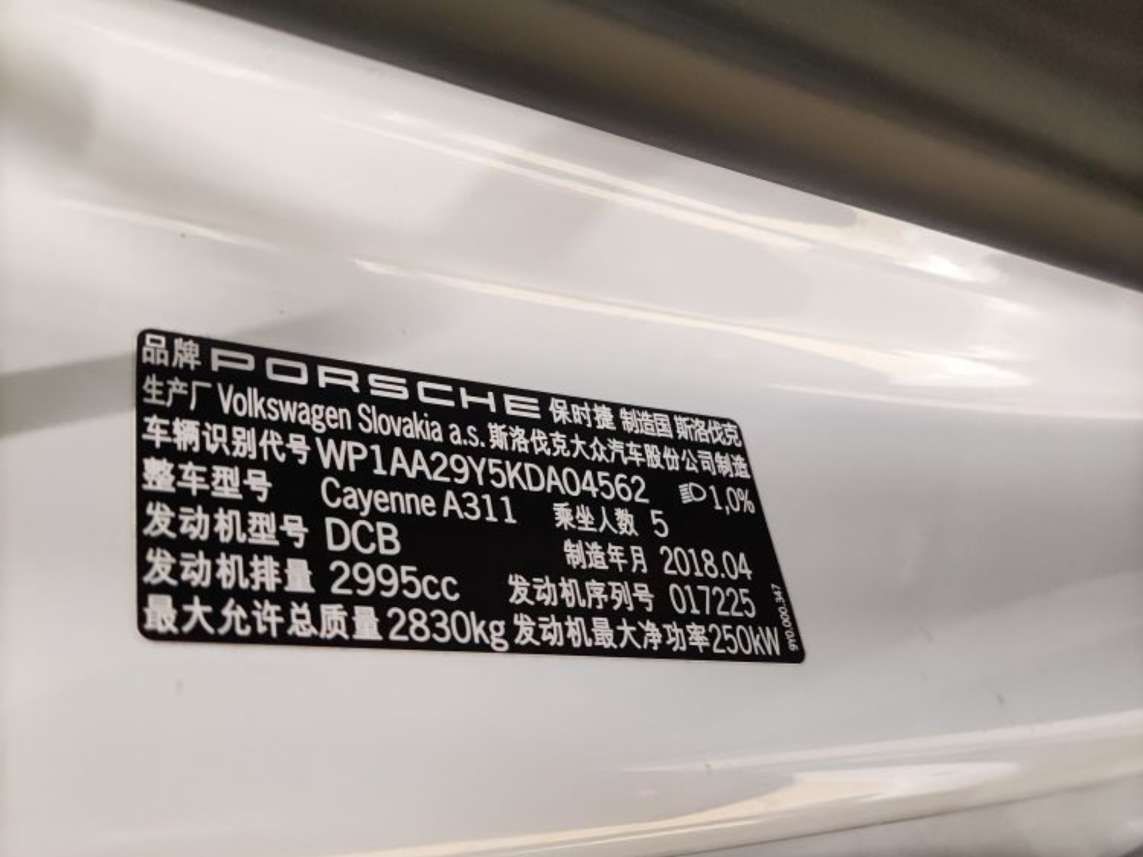 品牌 PORSCHE 保时捷 制造国 斯洛伐克
生产厂 Volkswagen Slovakia a.s. 斯洛伐克大众汽车股份公司制造
车辆识别代号 WP1AA29Y5KDA04562 1,0%
整车型号 Cayenne A311 乘坐人数 5
发动机型号 DCB 制造年月 2018.04
发动机排量 2995cc 发动机序列号 017225
最大允许总质量 2830kg 发动机最大净功率 250kW
9Y0.000.347